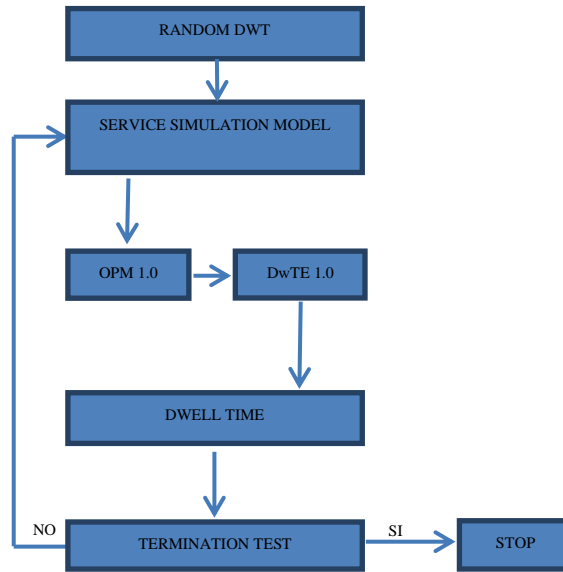 RANDOM DWT
SERVICE SIMULATION MODEL
OPM 1.0
DwTE 1.0
DWELL TIME
NO
TERMINATION TEST
SI
STOP